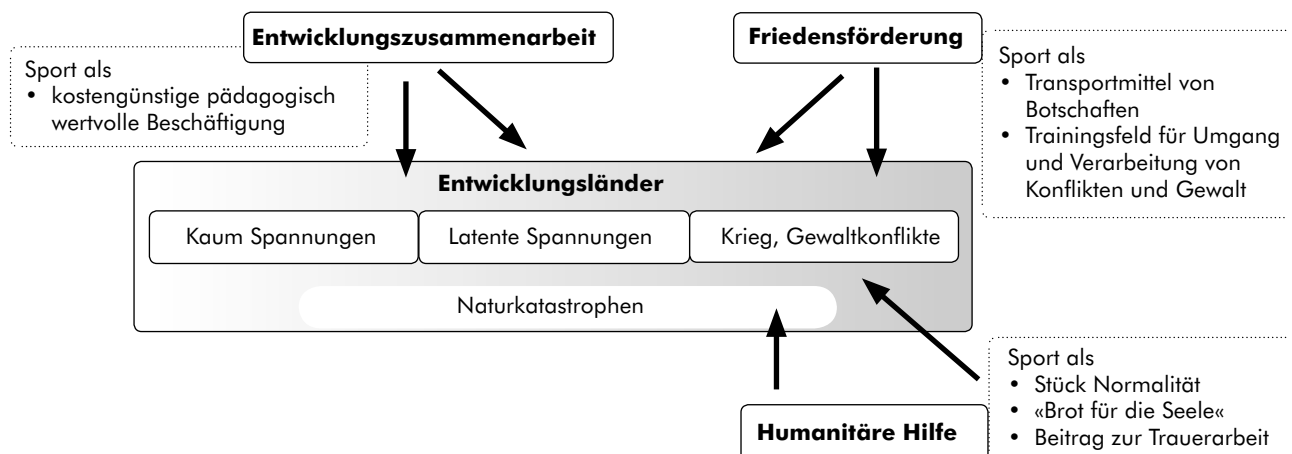 Entwicklungszusammenarbeit
Friedensförderung
Sport als
• kostengünstige pädagogisch
wertvolle Beschäftigung
Sport als
• Transportmittel von
Botschaften
• Trainingsfeld für Umgang
und Verarbeitung von
Konflikten und Gewalt
Entwicklungsländer
Kaum Spannungen
Latente Spannungen
Krieg, Gewaltkonflikte
Naturkatastrophen
Sport als
• Stück Normalität
• «Brot für die Seele«
• Beitrag zur Trauerarbeit
Humanitäre Hilfe